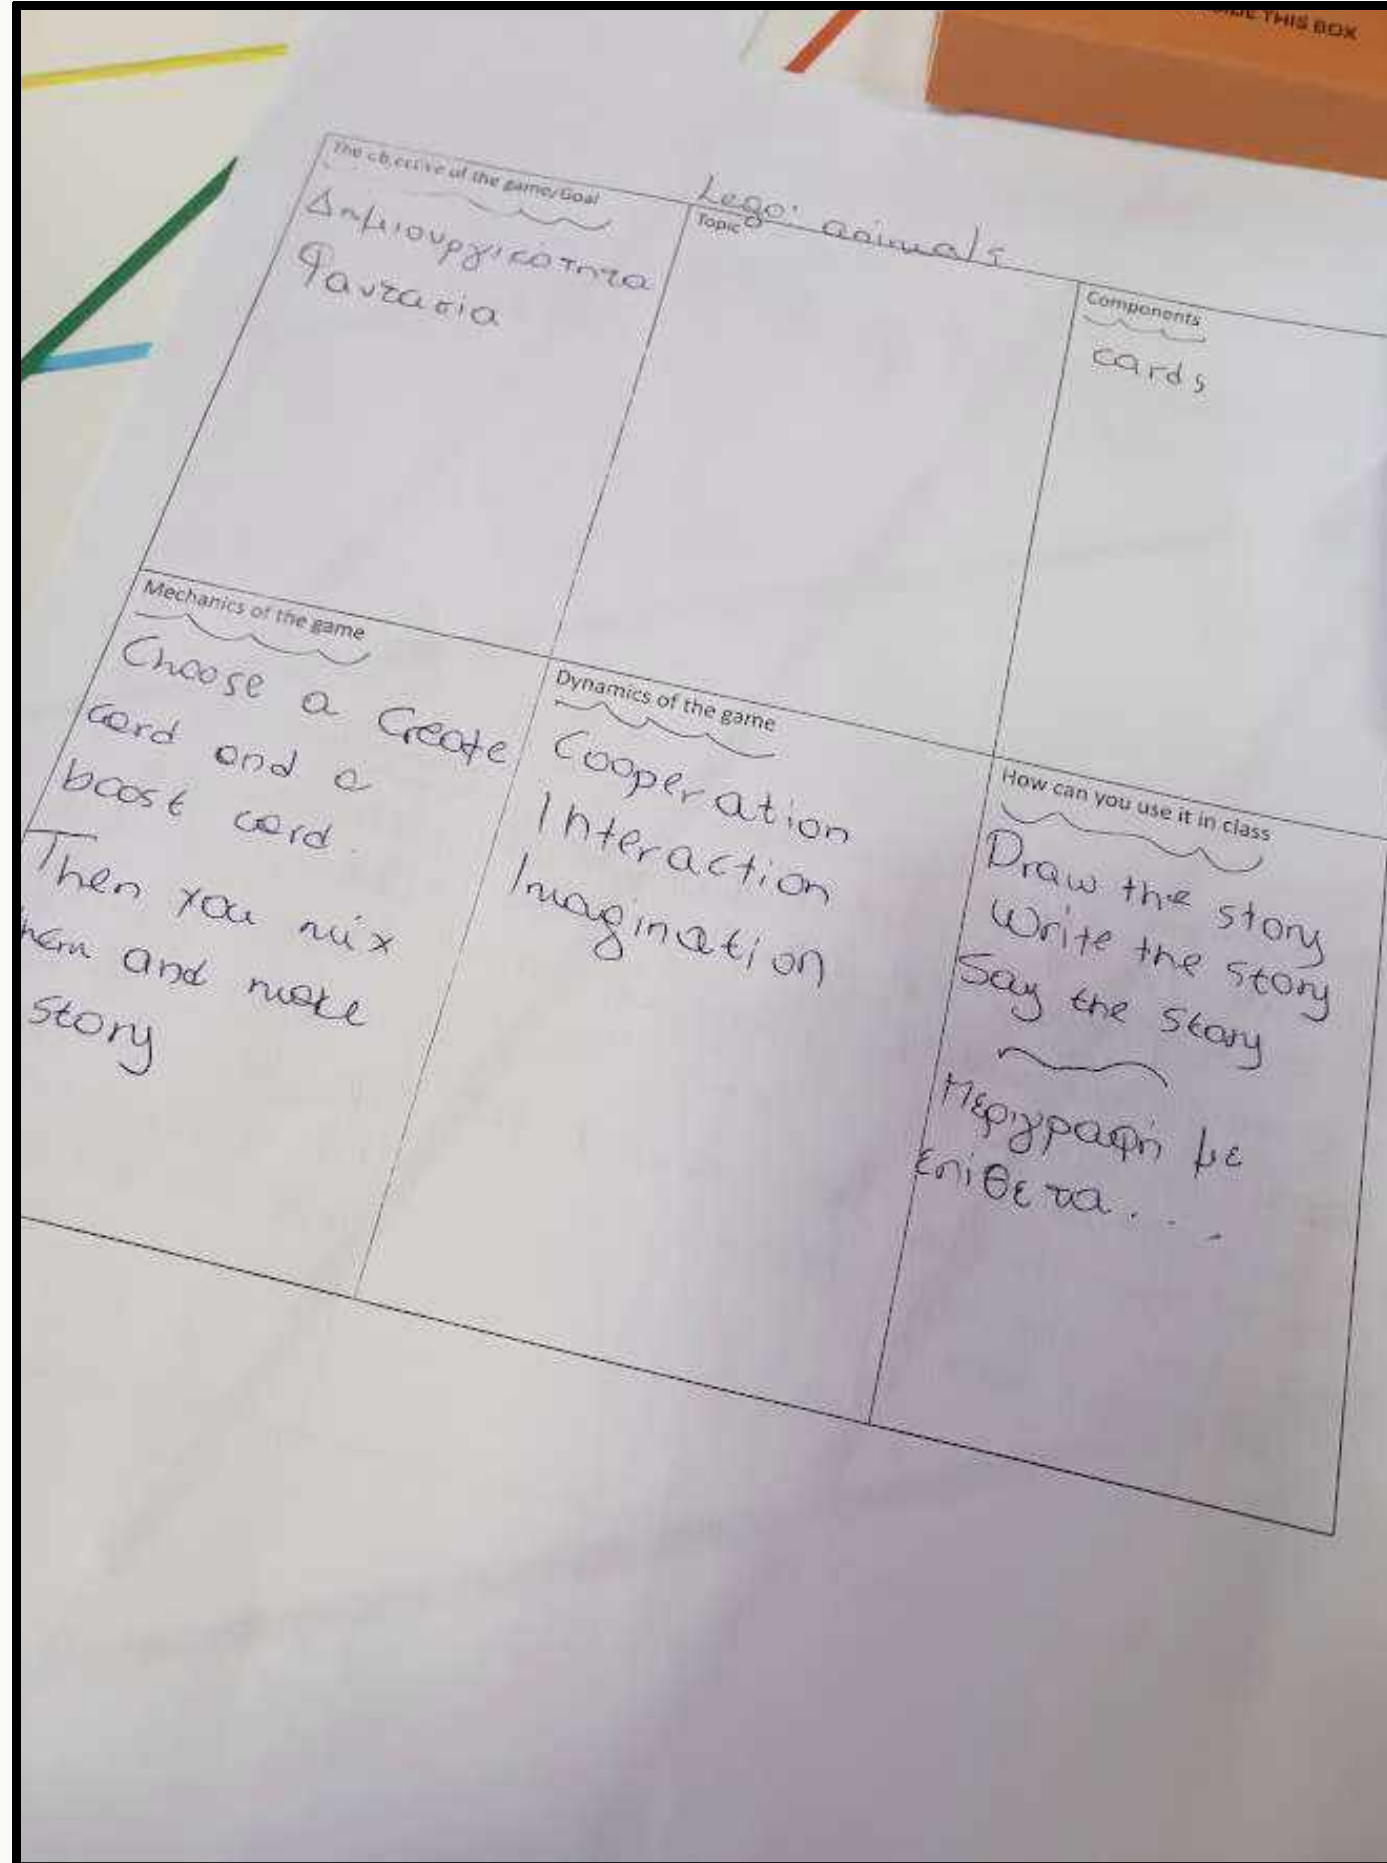 THIS BOX
Lego: animals
The objective of the game/Goal
Δημιουργικότητα
Φαντασία
Topic
Components
cards
Mechanics of the game
Choose a Create
card and a
boost card.
Then you mix
them and make
story
Dynamics of the game
Cooperation
Interaction
Imagination
How can you use it in class
Draw the story
Write the story
Say the story
Περιγραφή με
επίθετα...